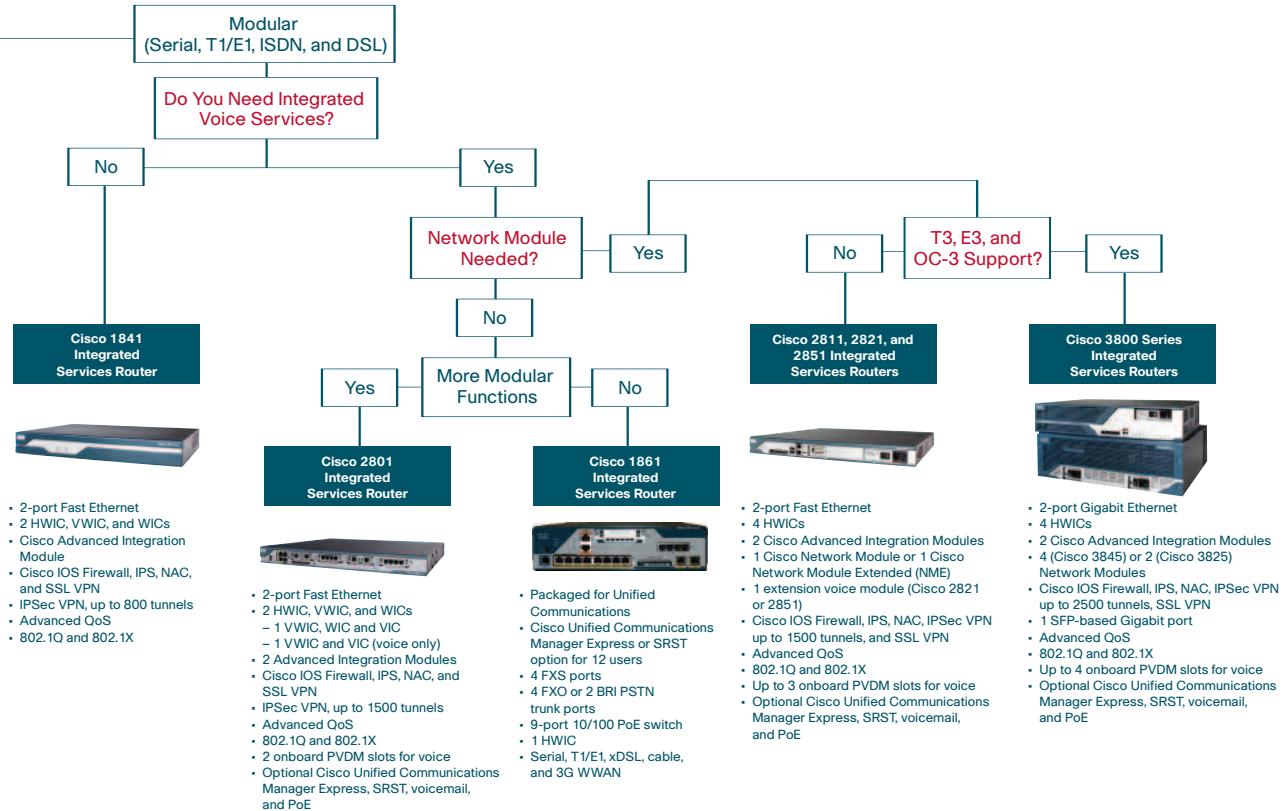 Modular
(Serial, T1/E1, ISDN, and DSL)
Do You Need Integrated
Voice Services?
No
Yes
Network Module
Needed?
Yes
No
T3, E3, and
OC-3 Support?
Yes
No
Cisco 1841
Integrated
Services Router
Cisco 2811, 2821, and
2851 Integrated
Services Routers
Cisco 3800 Series
Integrated
Services Routers
Yes
More Modular
Functions
No
Cisco 2801
Integrated
Services Router
Cisco 1861
Integrated
Services Router
▪ 2-port Fast Ethernet
▪ 2 HWIC, VWIC, and WICs
▪ Cisco Advanced Integration
Module
▪ Cisco IOS Firewall, IPS, NAC,
and SSL VPN
▪ IPSec VPN, up to 800 tunnels
▪ Advanced QoS
▪ 802.1Q and 802.1X
▪ 2-port Fast Ethernet
▪ 2 HWIC, VWIC, and WICs
– 1 VWIC, WIC and VIC
– 1 VWIC and VIC (voice only)
▪ 2 Advanced Integration Modules
▪ Cisco IOS Firewall, IPS, NAC, and
SSL VPN
▪ IPSec VPN, up to 1500 tunnels
▪ Advanced QoS
▪ 802.1Q and 802.1X
▪ 2 onboard PVDM slots for voice
▪ Optional Cisco Unified Communications
Manager Express, SRST, voicemail,
and PoE
▪ Packaged for Unified
Communications
▪ Cisco Unified Communications
Manager Express or SRST
option for 12 users
▪ 4 FXS ports
▪ 4 FXO or 2 BRI PSTN
trunk ports
▪ 9-port 10/100 PoE switch
▪ 1 HWIC
▪ Serial, T1/E1, xDSL, cable,
and 3G WWAN
▪ 2-port Fast Ethernet
▪ 4 HWICs
▪ 2 Cisco Advanced Integration Modules
▪ 1 Cisco Network Module or 1 Cisco
Network Module Extended (NME)
▪ 1 extension voice module (Cisco 2821
or 2851)
▪ Cisco IOS Firewall, IPS, NAC, IPSec VPN
up to 1500 tunnels, and SSL VPN
▪ Advanced QoS
▪ 802.1Q and 802.1X
▪ Up to 3 onboard PVDM slots for voice
▪ Optional Cisco Unified Communications
Manager Express, SRST, voicemail,
and PoE
▪ 2-port Gigabit Ethernet
▪ 4 HWICs
▪ 2 Cisco Advanced Integration Modules
▪ 4 (Cisco 3845) or 2 (Cisco 3825)
Network Modules
▪ Cisco IOS Firewall, IPS, NAC, IPSec VPN
up to 2500 tunnels, SSL VPN
▪ 1 SFP-based Gigabit port
▪ Advanced QoS
▪ 802.1Q and 802.1X
▪ Up to 4 onboard PVDM slots for voice
▪ Optional Cisco Unified Communications
Manager Express, SRST, voicemail,
and PoE